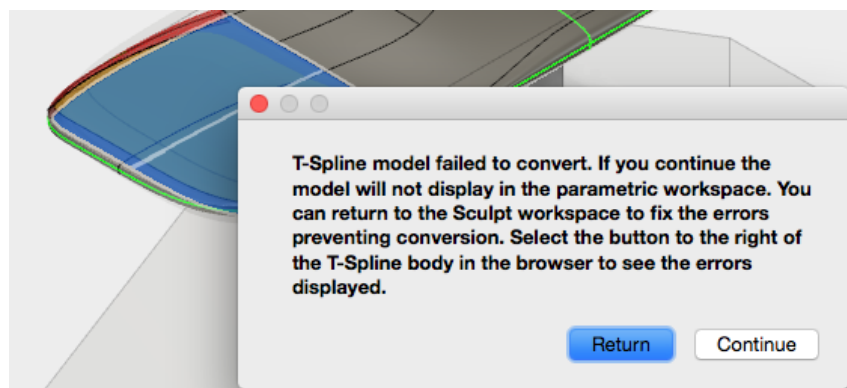 T-Spline model failed to convert. If you continue the
model will not display in the parametric workspace. You
can return to the Sculpt workspace to fix the errors
preventing conversion. Select the button to the right of
the T-Spline body in the browser to see the errors
displayed.
Return
Continue